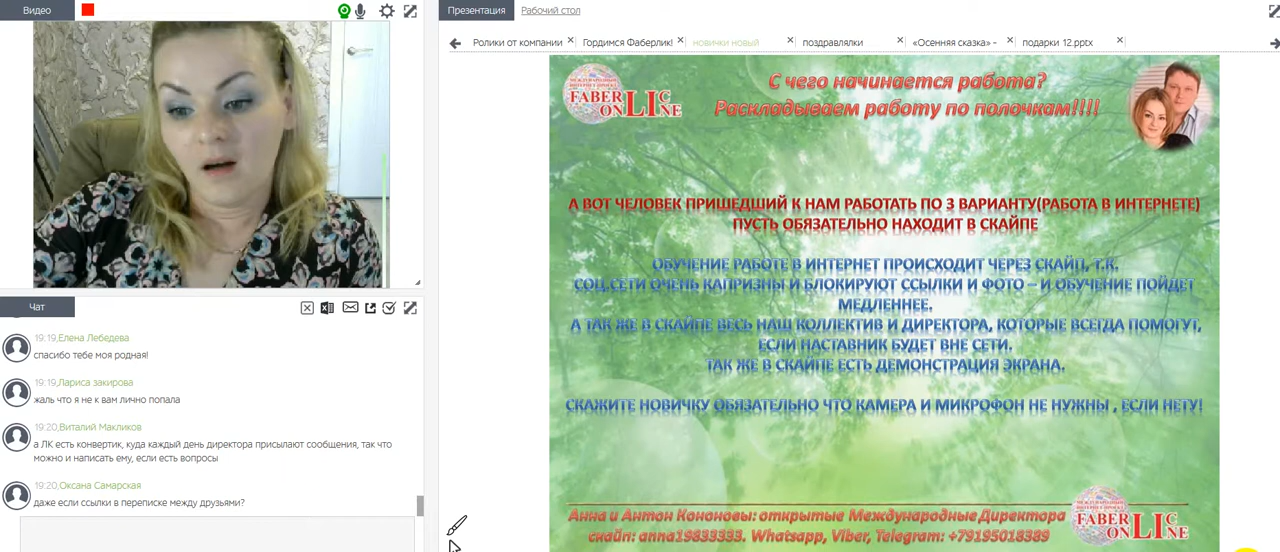 Видео
Чат
19:19,Елена Лебедева
спасибо тебе моя родная!
19:19,Лариса закирова
жаль что я не к вам лично попала
19:20,Виталий Макликов
а ЛК есть конвертик, куда каждый день директора присылают сообщения, так что
можно и написать ему, если есть вопросы
19:20,Оксана Самарская
даже если ссылки в переписке между друзьями?
Презентация
Рабочий стол
Ролики от компании
Гордимся Фаберлик!
новички новый
поздравлялки
«Осенняя сказка» -
подарки 12.pptx
FABERLIC
ONLINE
С чего начинается работа?
Раскладываем работу по полочкам!!!!
А ВОТ ЧЕЛОВЕК ПРИШЕДШИЙ К НАМ РАБОТАТЬ ПО 3 ВАРИАНТУ(РАБОТА В ИНТЕРНЕТЕ)
ПУСТЬ ОБЯЗАТЕЛЬНО НАХОДИТ В СКАЙПЕ
ОБУЧЕНИЕ РАБОТЕ В ИНТЕРНЕТ ПРОИСХОДИТ ЧЕРЕЗ СКАЙП, Т.К.
СОЦ.СЕТИ ОЧЕНЬ КАПРИЗНЫ И БЛОКИРУЮТ ССЫЛКИ И ФОТО – И ОБУЧЕНИЕ ПОЙДЕТ
МЕДЛЕННЕЕ.
А ТАК ЖЕ В СКАЙПЕ ВЕСЬ НАШ КОЛЛЕКТИВ И ДИРЕКТОРА, КОТОРЫЕ ВСЕГДА ПОМОГУТ,
ЕСЛИ НАСТАВНИК БУДЕТ ВНЕ СЕТИ.
ТАК ЖЕ В СКАЙПЕ ЕСТЬ ДЕМОНСТРАЦИЯ ЭКРАНА.
СКАЖИТЕ НОВИЧКУ ОБЯЗАТЕЛЬНО ЧТО КАМЕРА И МИКРОФОН НЕ НУЖНЫ , ЕСЛИ НЕТУ!
Анна и Антон Кононовы: открытые Международные Директора
скайп: anna19833333. Whatsapp, Viber, Telegram: +79195018389
FABERLIC
ONLINE